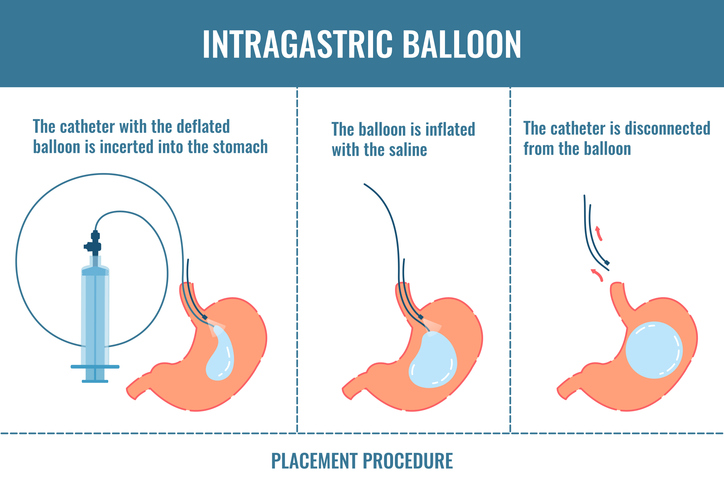 INTRAGASTRIC BALLOON
The catheter with the deflated
balloon is incerted into the stomach
The balloon is inflated
with the saline
The catheter is disconnected
from the balloon
PLACEMENT PROCEDURE